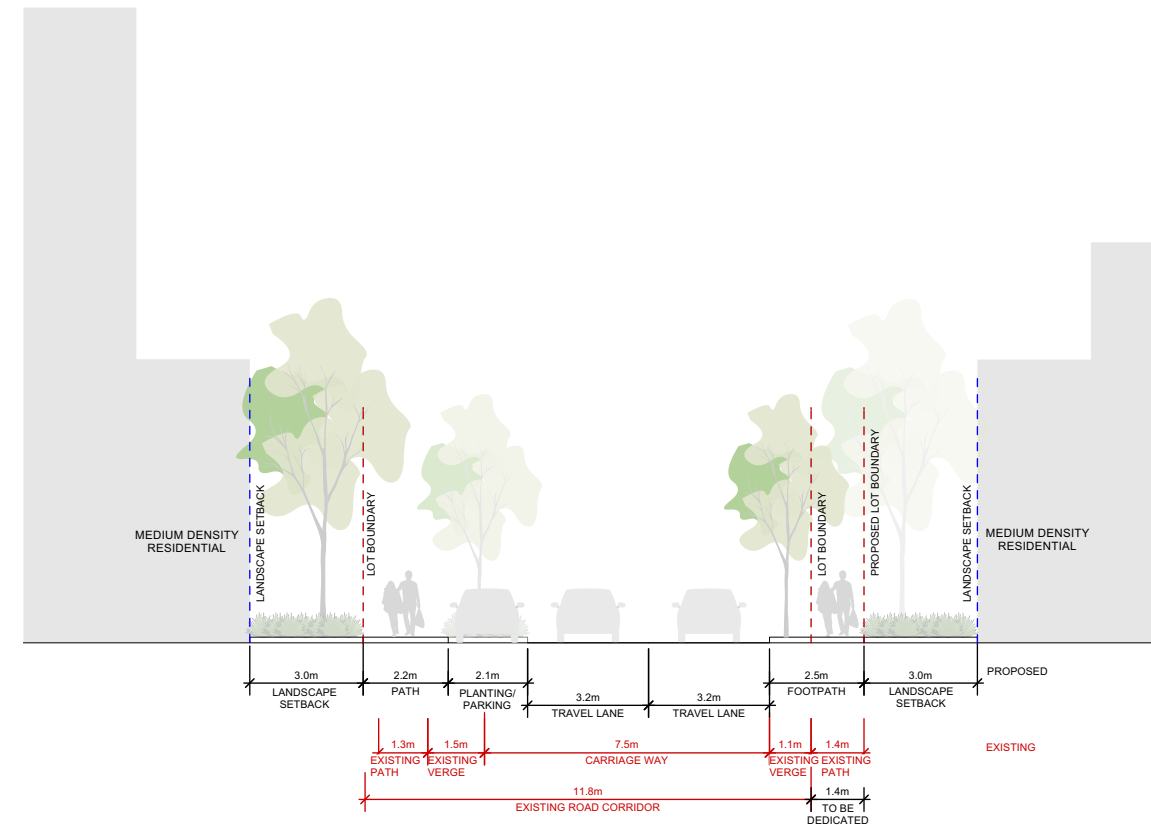 MEDIUM DENSITY
RESIDENTIAL
LANDSCAPE SETBACK
LOT BOUNDARY
LOT BOUNDARY
PROPOSED LOT BOUNDARY
LANDSCAPE SETBACK
MEDIUM DENSITY
RESIDENTIAL
3.0m
LANDSCAPE
SETBACK
2.2m
PATH
2.1m
PLANTING/
PARKING
3.2m
TRAVEL LANE
3.2m
TRAVEL LANE
2.5m
FOOTPATH
3.0m
LANDSCAPE
SETBACK
PROPOSED
1.3m
EXISTING
PATH
1.5m
EXISTING
VERGE
7.5m
CARRIAGE WAY
1.1m
EXISTING
VERGE
1.4m
EXISTING
PATH
EXISTING
11.8m
EXISTING ROAD CORRIDOR
1.4m
TO BE
DEDICATED